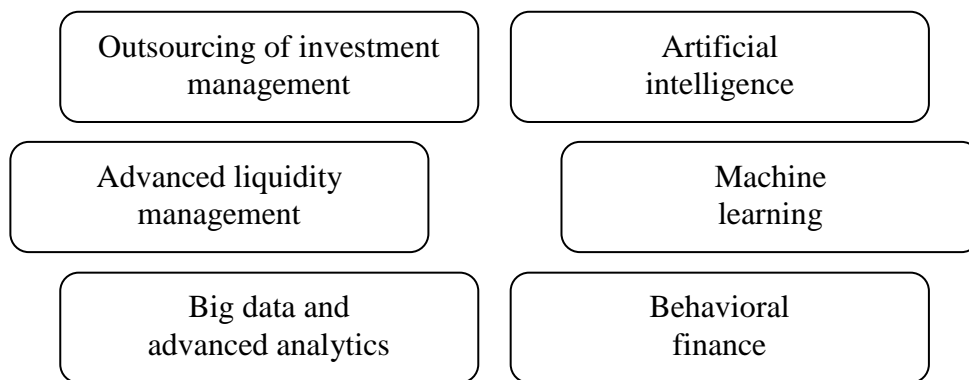 Outsourcing of investment
management
Artificial
intelligence
Advanced liquidity
management
Machine
learning
Big data and
advanced analytics
Behavioral
finance